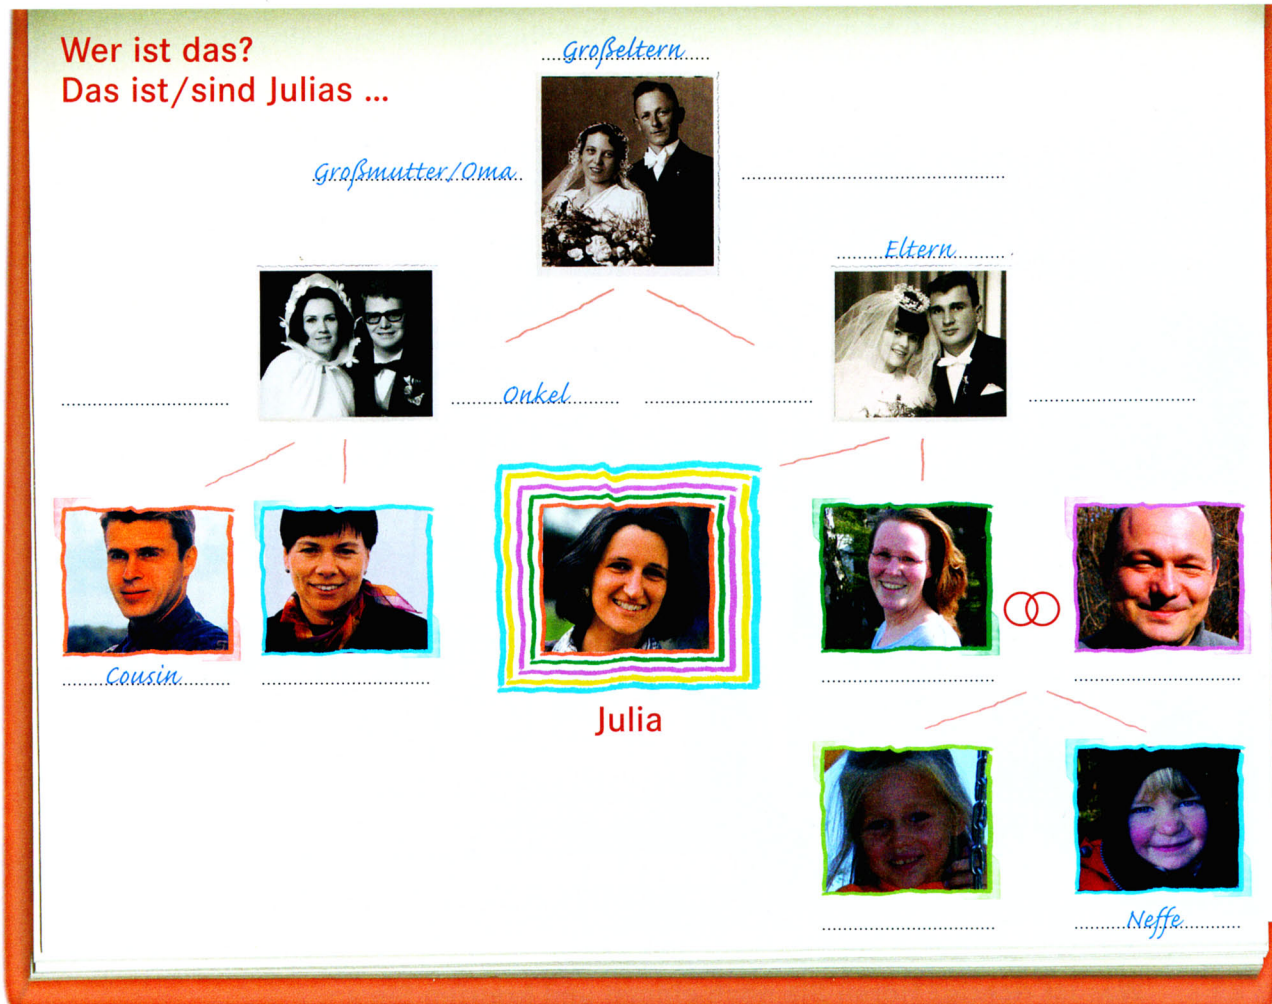 Wer ist das?
Das ist/sind Julias ...
Großeltern
Großmutter/Oma
Eltern
Onkel
Cousin
Julia
Neffe